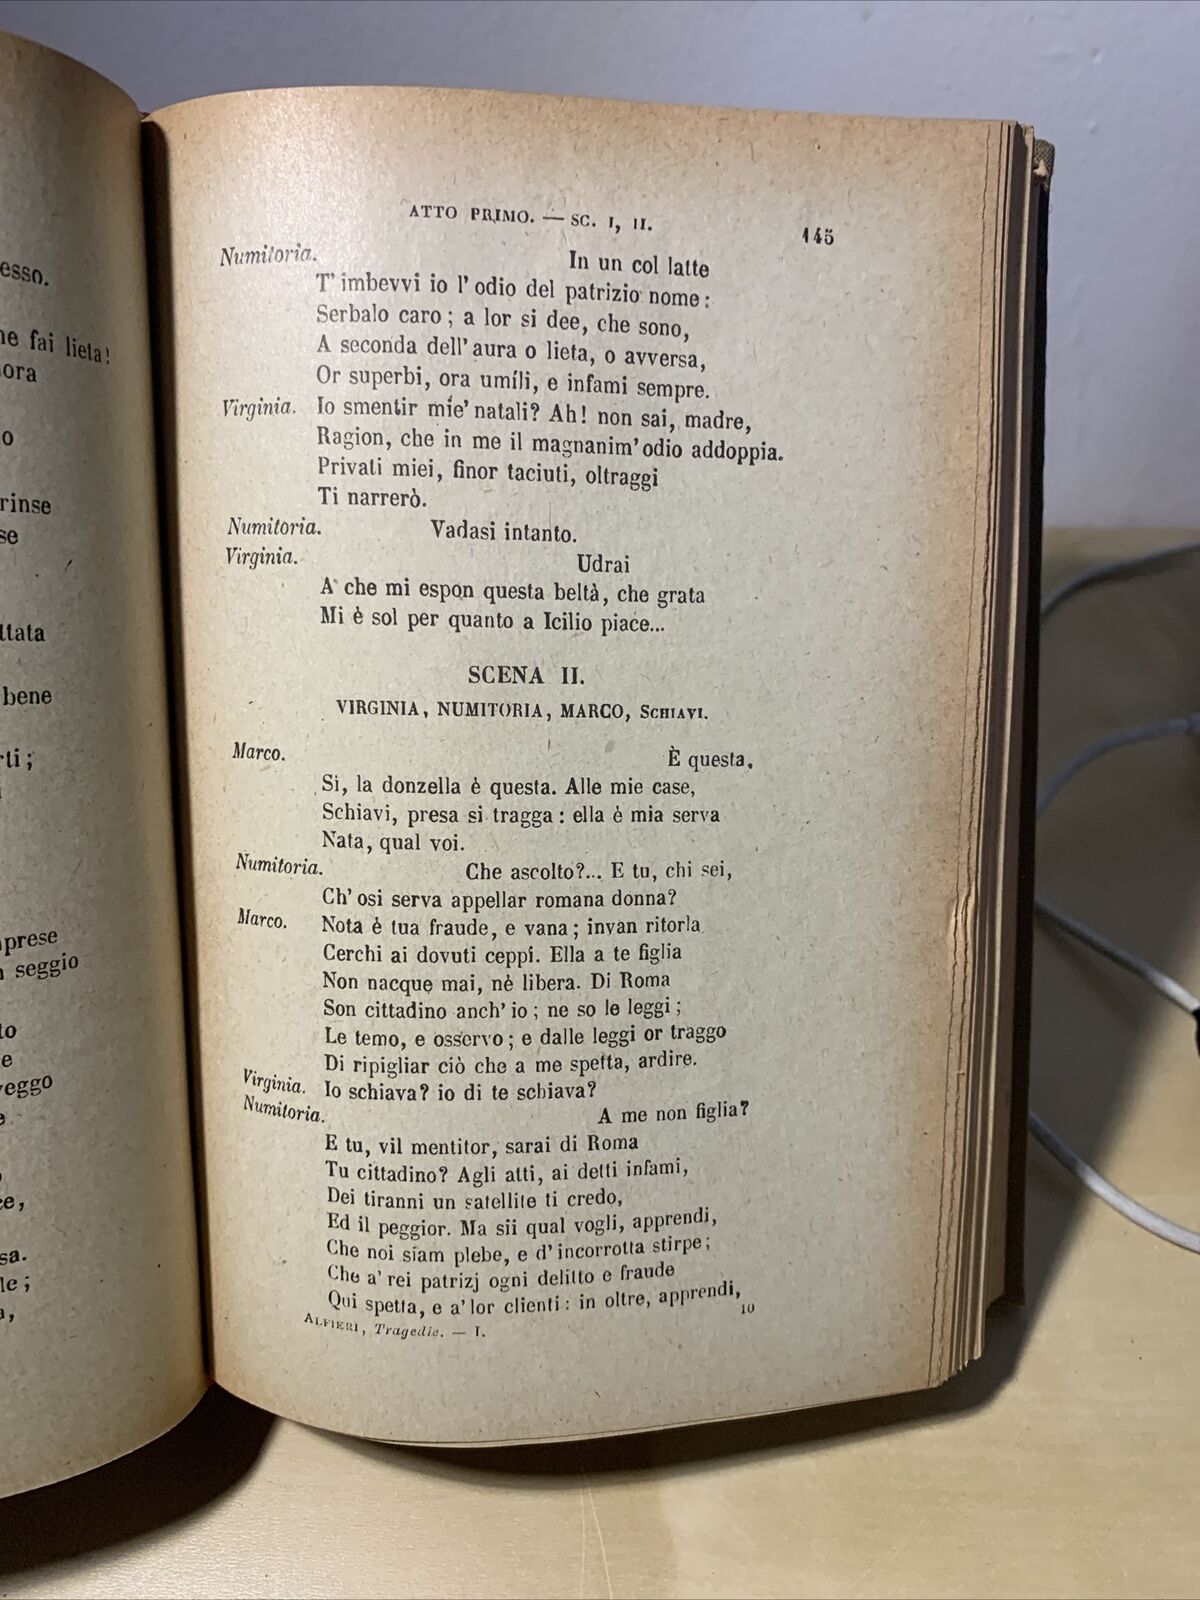 esso.
fai lieta!
ora
o
rinse
se
ttata
bene
rti;
prese
seggio
to
e
veggo
ce,
sa.
le;
a,
ATTO PRIMO. — SC. I, II.
145
Numitoria. In un col latte
T' imbevvi io l' odio del patrizio nome:
Serbalo caro; a lor si dee, che sono,
A seconda dell' aura o lieta, o avversa,
Or superbi, ora umíli, e infami sempre.
Virginia. Io smentir mie' natali? Ah! non sai, madre,
Ragion, che in me il magnanim' odio addoppia.
Privati miei, finor taciuti, oltraggi
Ti narrerò.
Numitoria. Vadasi intanto.
Virginia. Udrai
A che mi espon questa beltà, che grata
Mi è sol per quanto a Icilio piace...
SCENA II.
VIRGINIA, NUMITORIA, MARCO, SCHIAVI.
Marco. È questa,
Sì, la donzella è questa. Alle mie case,
Schiavi, presa si tragga: ella è mia serva
Nata, qual voi.
Numitoria. Che ascolto?... E tu, chi sei,
Ch' osi serva appellar romana donna?
Marco. Nota è tua fraude, e vana; invan ritorla
Cerchi ai dovuti ceppi. Ella a te figlia
Non nacque mai, nè libera. Di Roma
Son cittadino anch' io; ne so le leggi;
Le temo, e osservo; e dalle leggi or traggo
Di ripigliar ciò che a me spetta, ardire.
Virginia. Io schiava? io di te schiava?
Numitoria. A me non figlia?
E tu, vil mentitor, sarai di Roma
Tu cittadino? Agli atti, ai detti infami,
Dei tiranni un satellite ti credo,
Ed il peggior. Ma sii qual vogli, apprendi,
Che noi siam plebe, e d' incorrotta stirpe;
Che a' rei patrizj ogni delitto e fraude
Qui spetta, e a' lor clienti: in oltre, apprendi,
ALFIERI, Tragedie. — I.
10